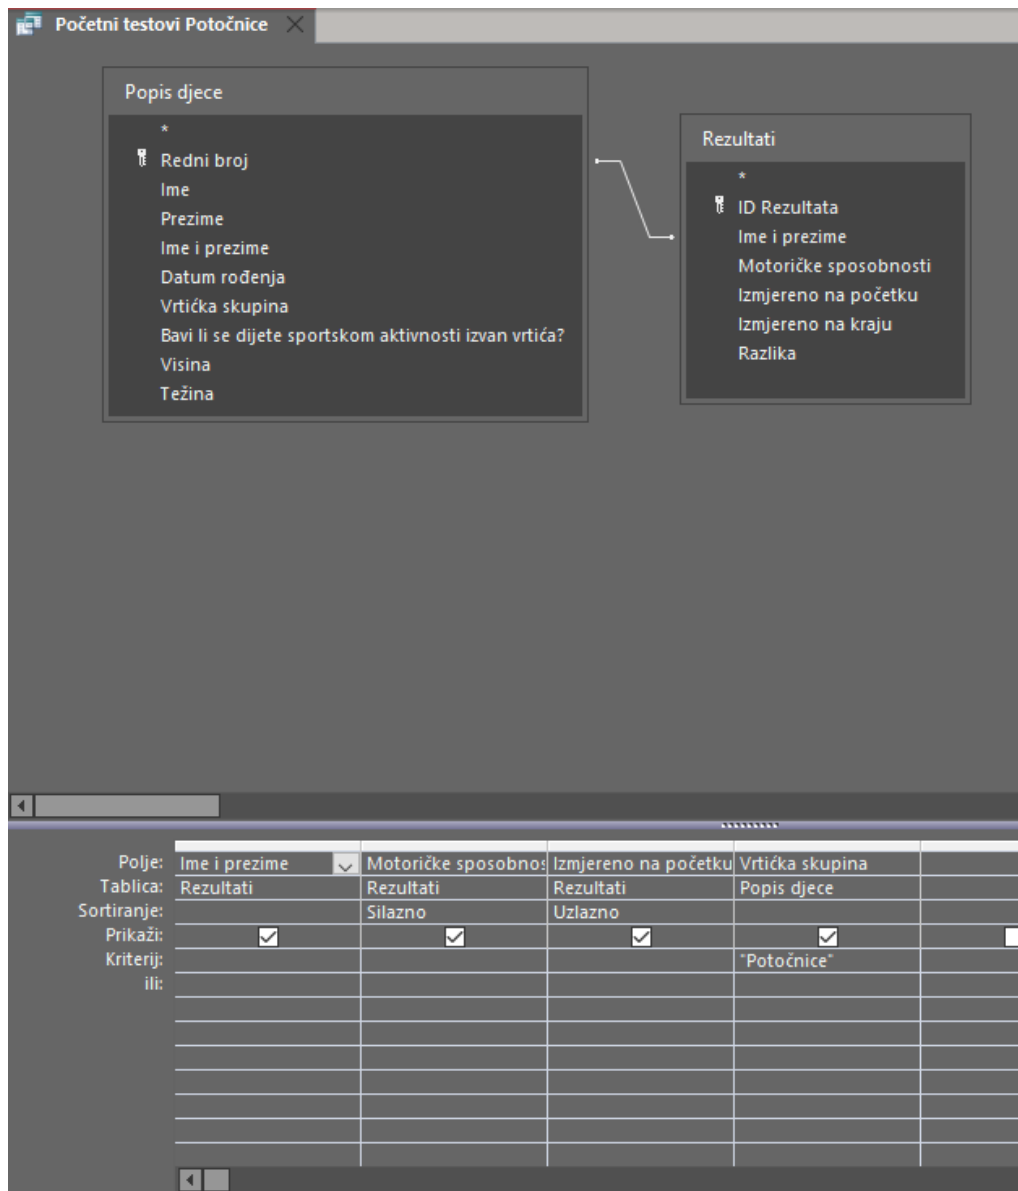 Početni testovi Potočnice
Popis djece
*
Redni broj
Ime
Prezime
Ime i prezime
Datum rođenja
Vrtićka skupina
Bavi li se dijete sportskom aktivnosti izvan vrtića?
Visina
Težina
Rezultati
*
ID Rezultata
Ime i prezime
Motoričke sposobnosti
Izmjereno na početku
Izmjereno na kraju
Razlika
Polje: Ime i prezime Motoričke sposobnos Izmjereno na početku Vrtićka skupina
Tablica: Rezultati Rezultati Rezultati Popis djece
Sortiranje: Silazno Uzlazno
Prikaži:
Kriterij: "Potočnice"
ili: